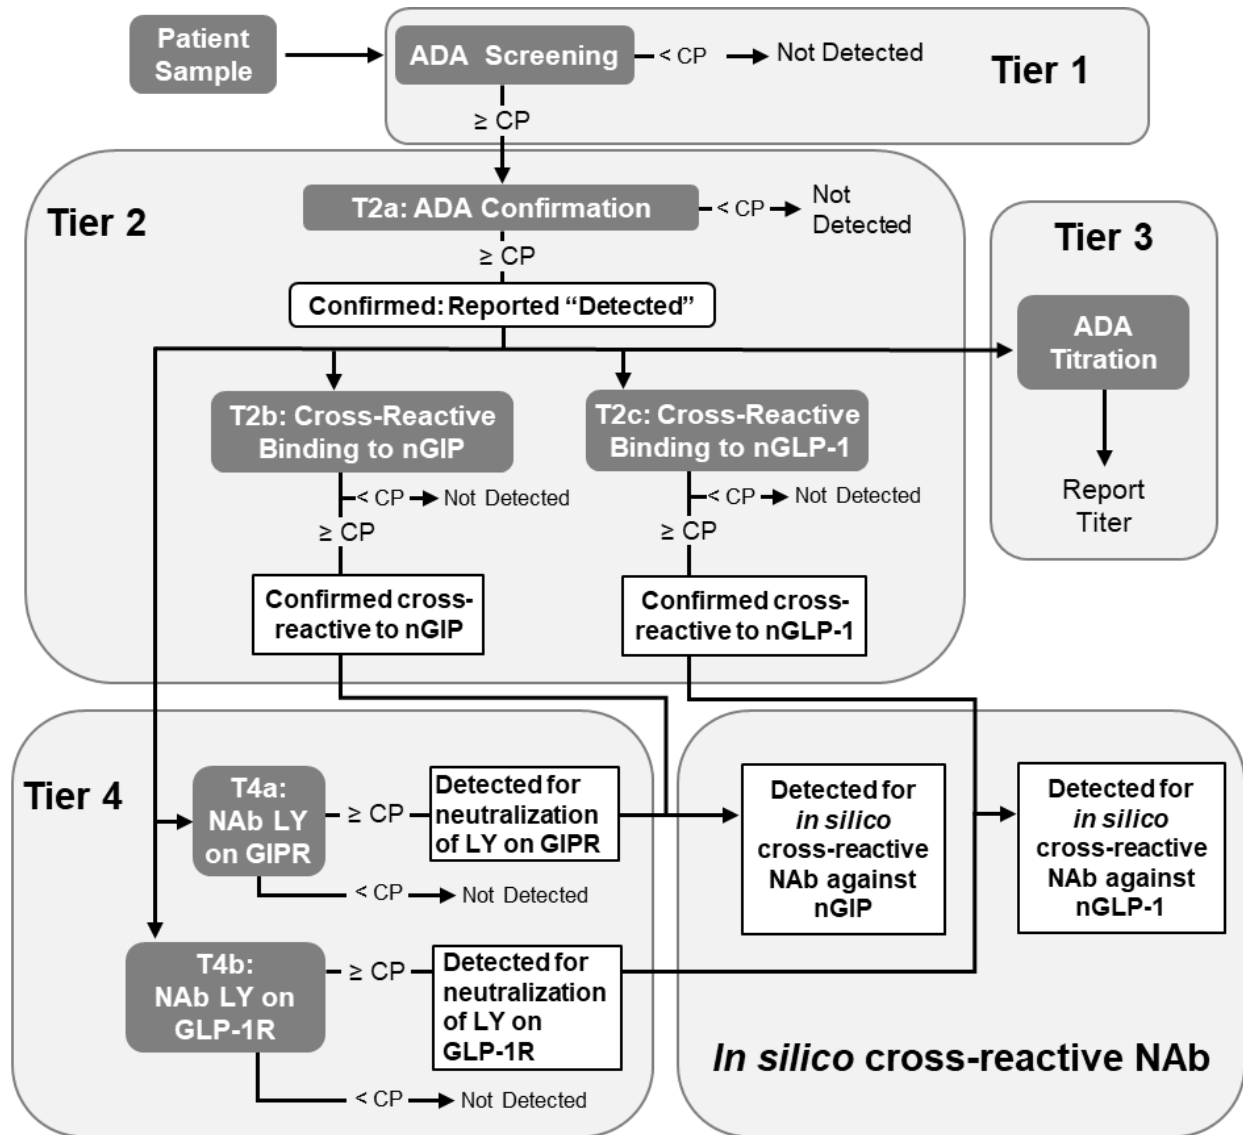 Patient
Sample
ADA Screening
< CP
Not Detected
Tier 1
≥ CP
Tier 2
T2a: ADA Confirmation
< CP
Not
Detected
≥ CP
Confirmed: Reported “Detected”
Tier 3
ADA
Titration
Report
Titer
T2b: Cross-Reactive
Binding to nGIP
< CP
Not Detected
≥ CP
Confirmed cross-
reactive to nGIP
T2c: Cross-Reactive
Binding to nGLP-1
< CP
Not Detected
≥ CP
Confirmed cross-
reactive to nGLP-1
Tier 4
T4a:
NAb LY
on GIPR
≥ CP
Detected for
neutralization
of LY on GIPR
< CP
Not Detected
T4b:
NAb LY on
GLP-1R
≥ CP
Detected for
neutralization
of LY on
GLP-1R
< CP
Not Detected
Detected for
in silico
cross-reactive
NAb against
nGIP
Detected for
in silico
cross-reactive
NAb against
nGLP-1
In silico cross-reactive NAb